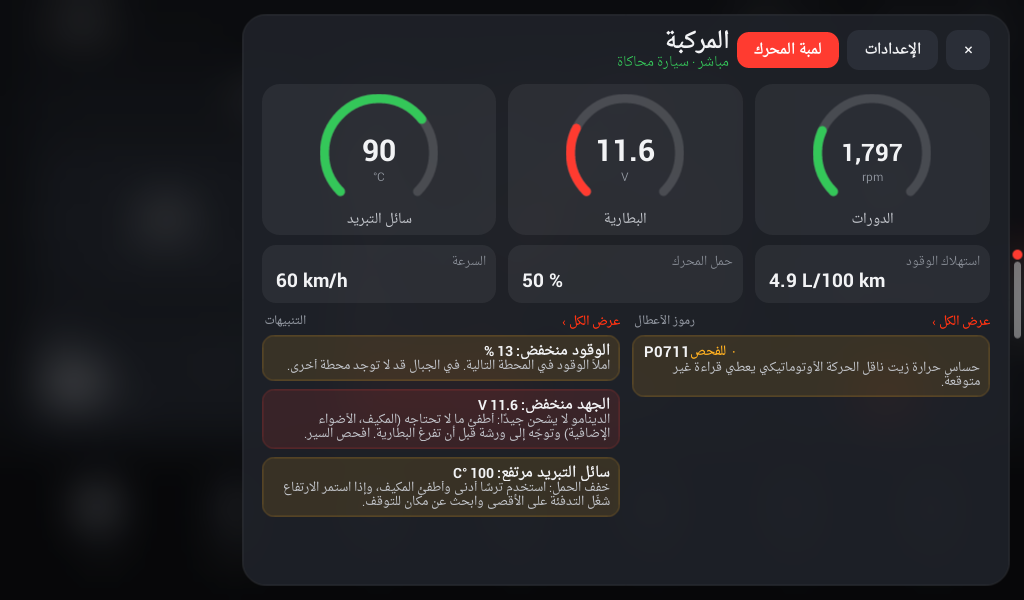 المركبة
مباشر · سيارة محاكاة
لمبة المحرك
الإعدادات
×
1,797
rpm
الدورات
11.6
V
البطارية
90
°C
سائل التبريد
استهلاك الوقود
4.9 L/100 km
حمل المحرك
50 %
السرعة
60 km/h
رموز الأعطال
عرض الكل ›
P0711 · للفحص
حساس حرارة زيت ناقل الحركة الأوتوماتيكي يعطي قراءة غير
متوقعة.
التنبيهات
عرض الكل ›
الوقود منخفض: 13 %
املأ الوقود في المحطة التالية. في الجبال قد لا توجد محطة أخرى.
الجهد منخفض: 11.6 V
الدينامو لا يشحن جيدًا: أطفئ ما لا تحتاجه (المكيف، الأضواء
الإضافية) وتوجّه إلى ورشة قبل أن تفرغ البطارية. افحص السير.
سائل التبريد مرتفع: 100 °C
خفف الحمل: استخدم ترسًا أدنى وأطفئ المكيف، وإذا استمر الارتفاع
شغّل التدفئة على الأقصى وابحث عن مكان للتوقف.